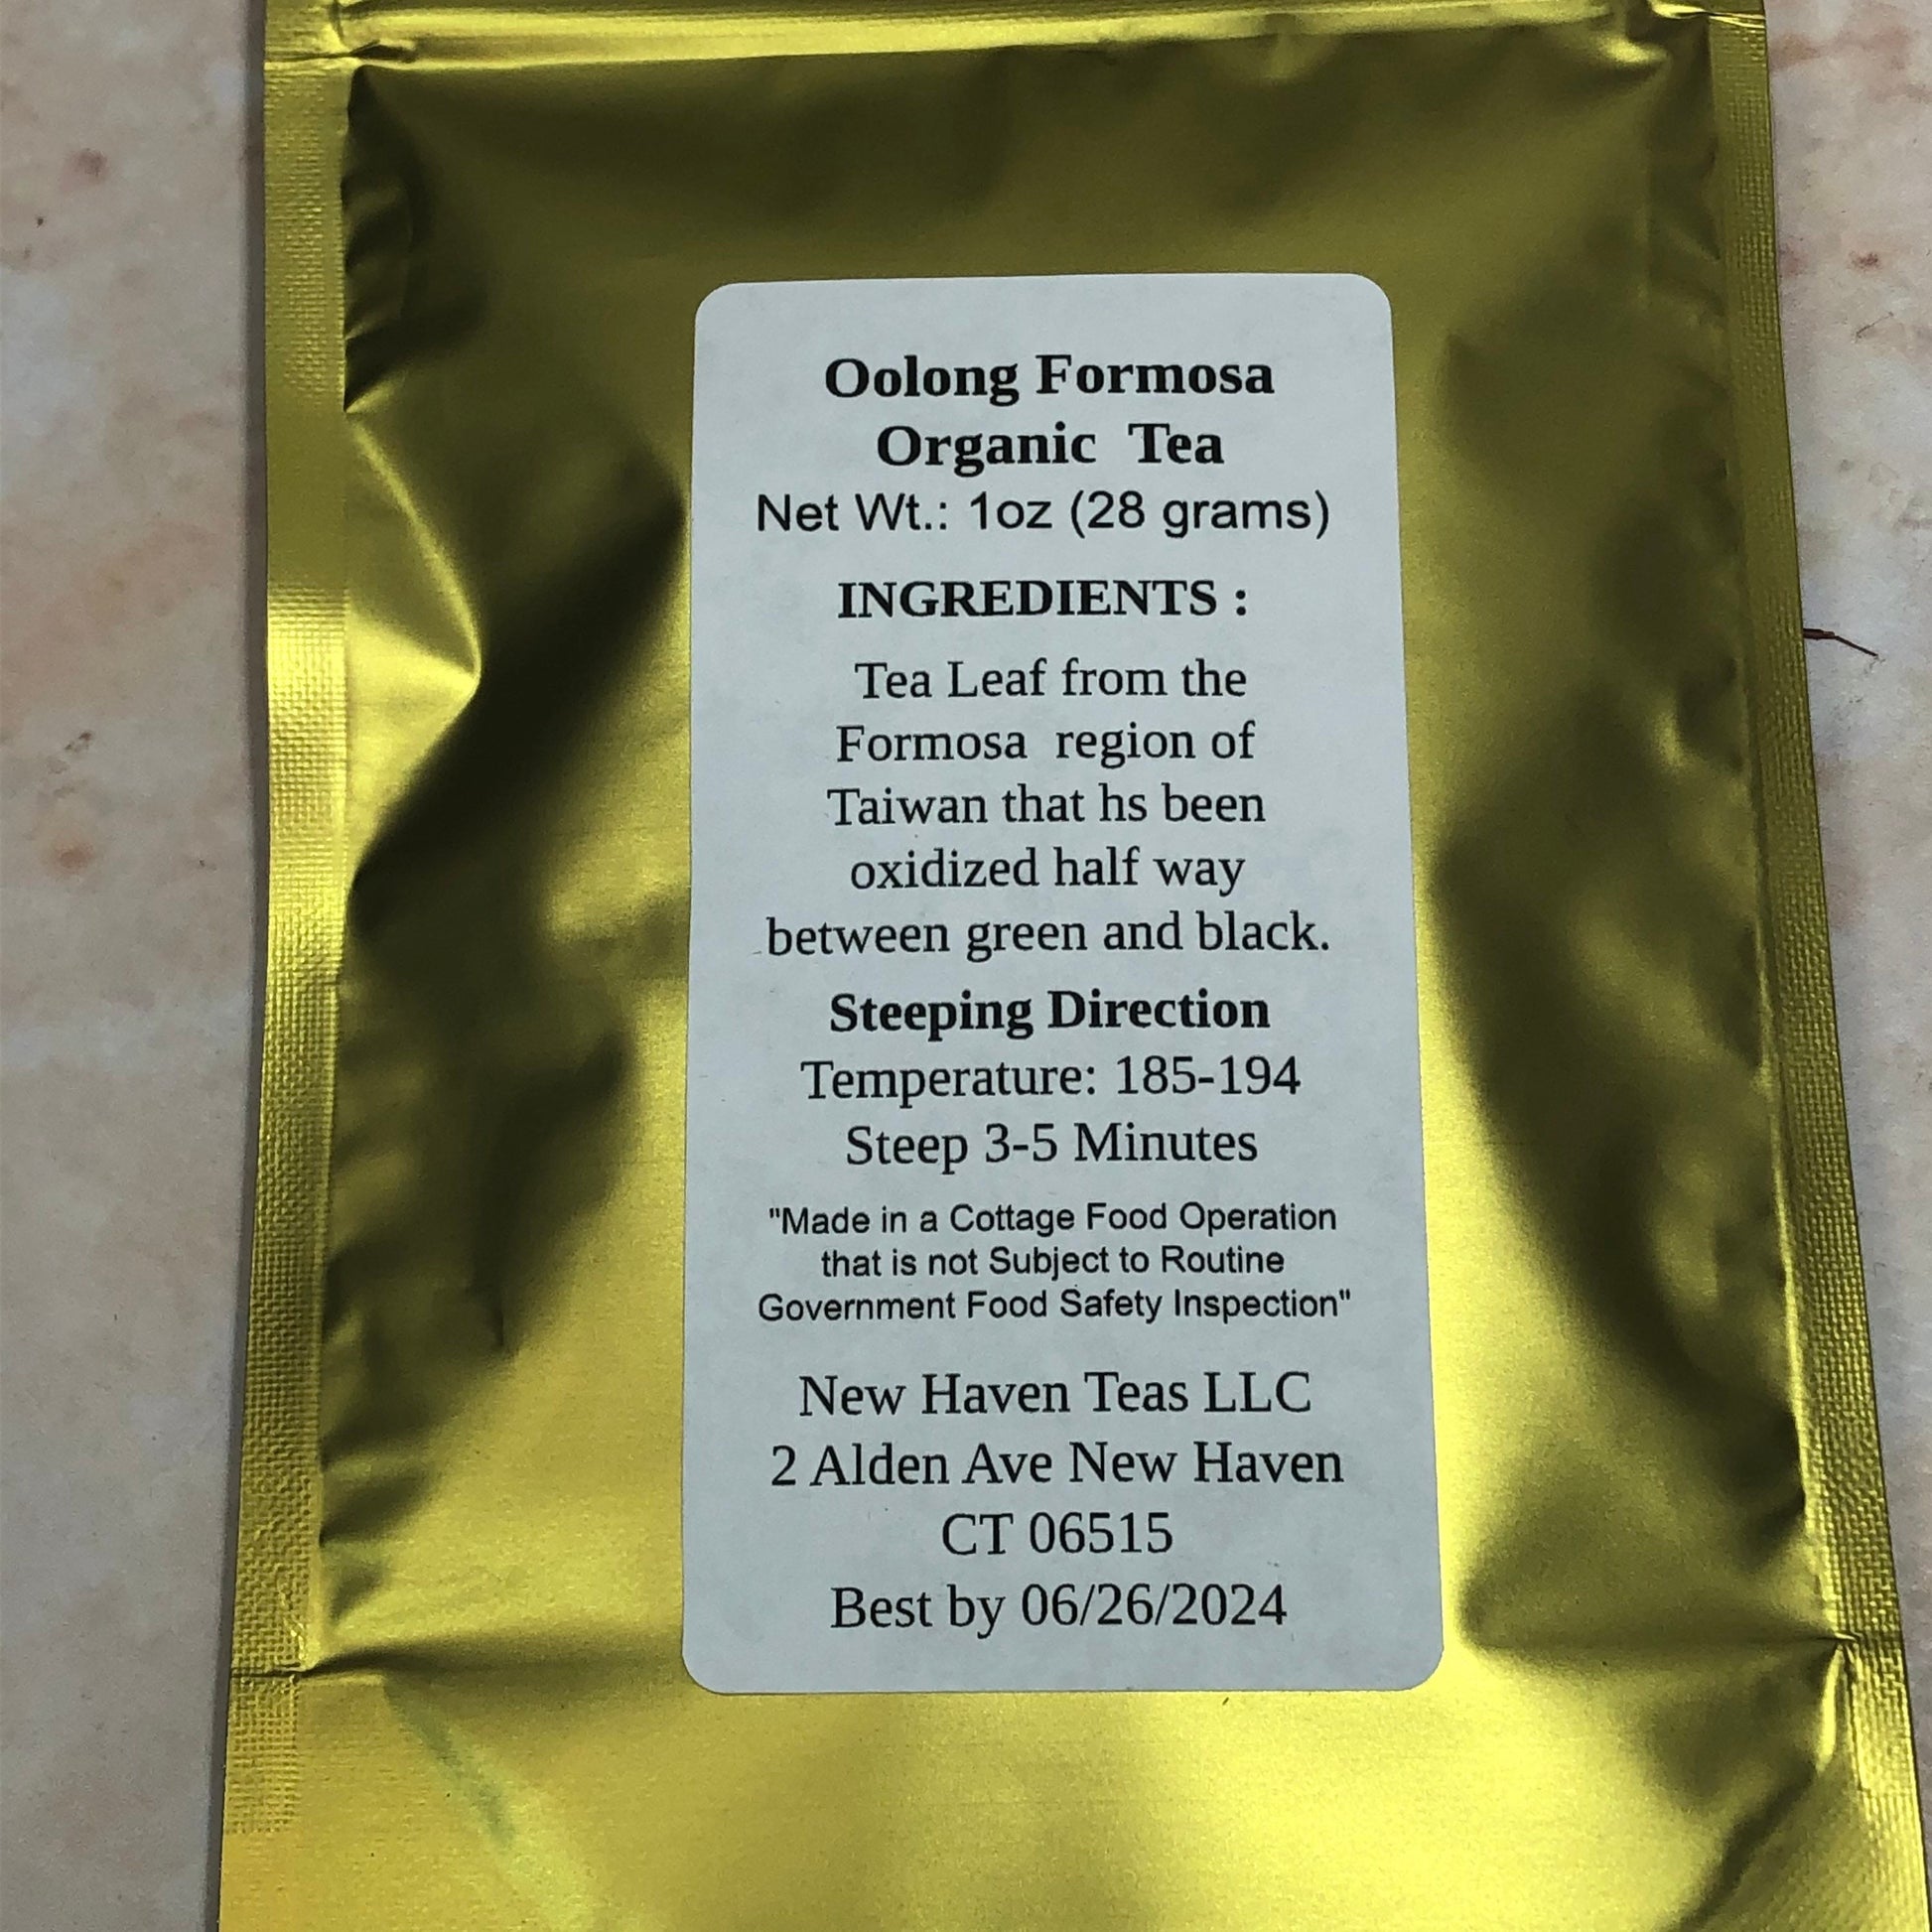 Oolong Formosa
Organic Tea
Net Wt.: 1oz (28 grams)
INGREDIENTS :
Tea Leaf from the
Formosa region of
Taiwan that hs been
oxidized half way
between green and black.
Steeping Direction
Temperature: 185-194
Steep 3-5 Minutes
"Made in a Cottage Food Operation
that is not Subject to Routine
Government Food Safety Inspection"
New Haven Teas LLC
2 Alden Ave New Haven
CT 06515
Best by 06/26/2024